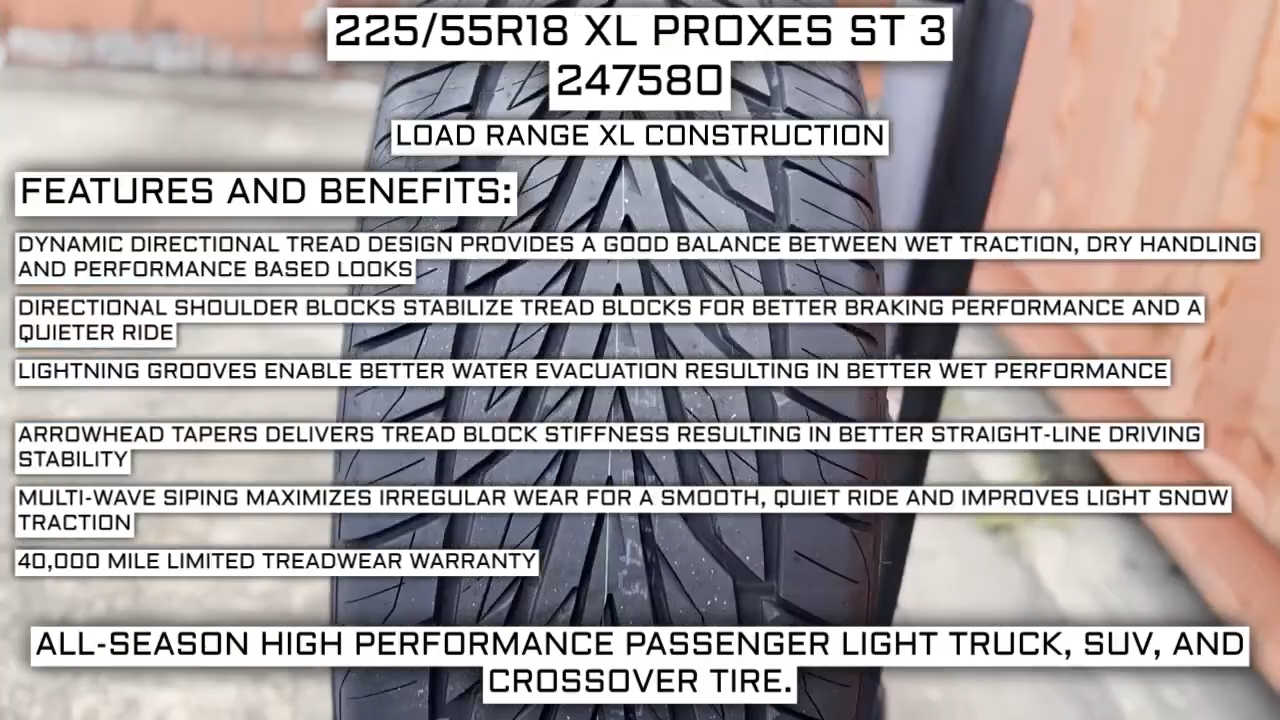 225/55R18 XL PROXES ST 3
247580
LOAD RANGE XL CONSTRUCTION
FEATURES AND BENEFITS:
DYNAMIC DIRECTIONAL TREAD DESIGN PROVIDES A GOOD BALANCE BETWEEN WET TRACTION, DRY HANDLING
AND PERFORMANCE BASED LOOKS
DIRECTIONAL SHOULDER BLOCKS STABILIZE TREAD BLOCKS FOR BETTER BRAKING PERFORMANCE AND A
QUIETER RIDE
LIGHTNING GROOVES ENABLE BETTER WATER EVACUATION RESULTING IN BETTER WET PERFORMANCE
ARROWHEAD TAPERS DELIVERS TREAD BLOCK STIFFNESS RESULTING IN BETTER STRAIGHT-LINE DRIVING
STABILITY
MULTI-WAVE SIPING MAXIMIZES IRREGULAR WEAR FOR A SMOOTH, QUIET RIDE AND IMPROVES LIGHT SNOW
TRACTION
40,000 MILE LIMITED TREADWEAR WARRANTY
ALL-SEASON HIGH PERFORMANCE PASSENGER LIGHT TRUCK, SUV, AND
CROSSOVER TIRE.